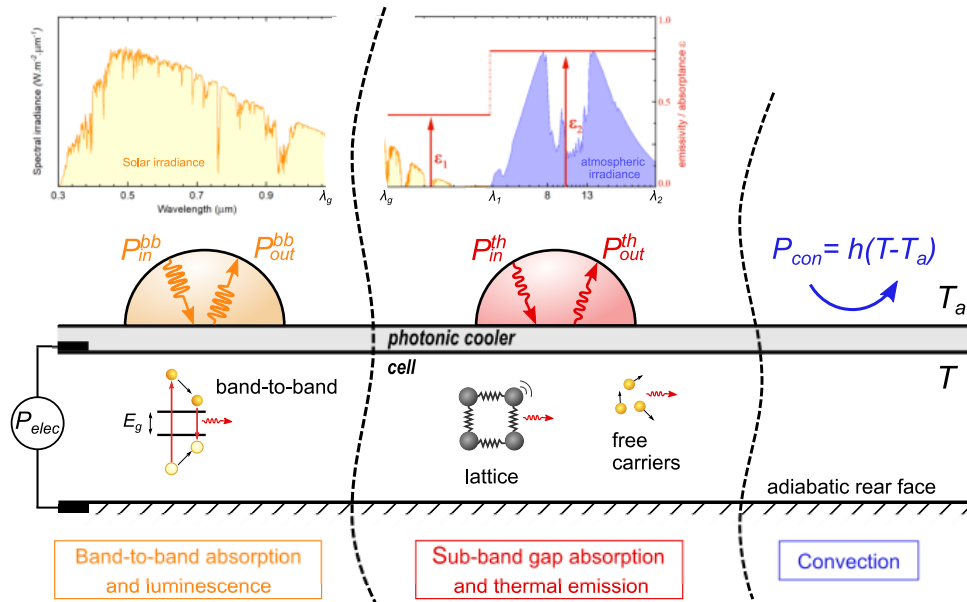 Spectral irradiance (W.m⁻².μm⁻¹)
Solar irradiance
0.3 0.5 0.7 0.9 λg
Wavelength (μm)
ε1
ε2
atmospheric
irradiance
λg λ1 8 13 λ2
1.0
0.5
0.0
emissivity / absorptance ε
P_in^bb P_out^bb
P_in^th P_out^th
P_con = h(T-Ta)
Ta
photonic cooler
cell
T
P_elec
band-to-band
Eg
lattice
free
carriers
adiabatic rear face
Band-to-band absorption
and luminescence
Sub-band gap absorption
and thermal emission
Convection